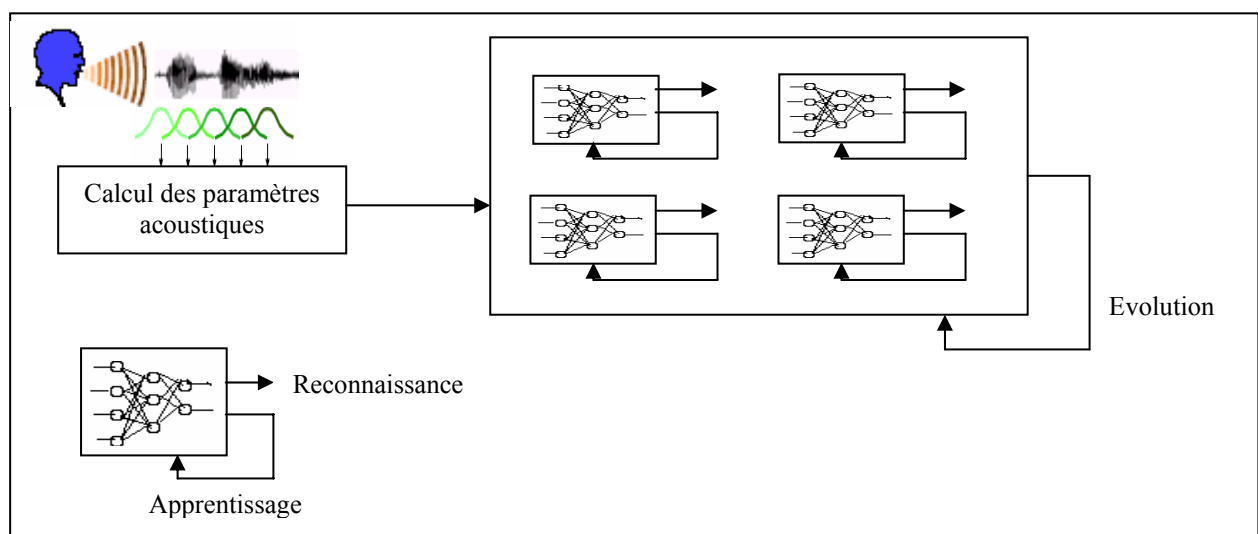 Calcul des paramètres
acoustiques
Evolution
Reconnaissance
Apprentissage